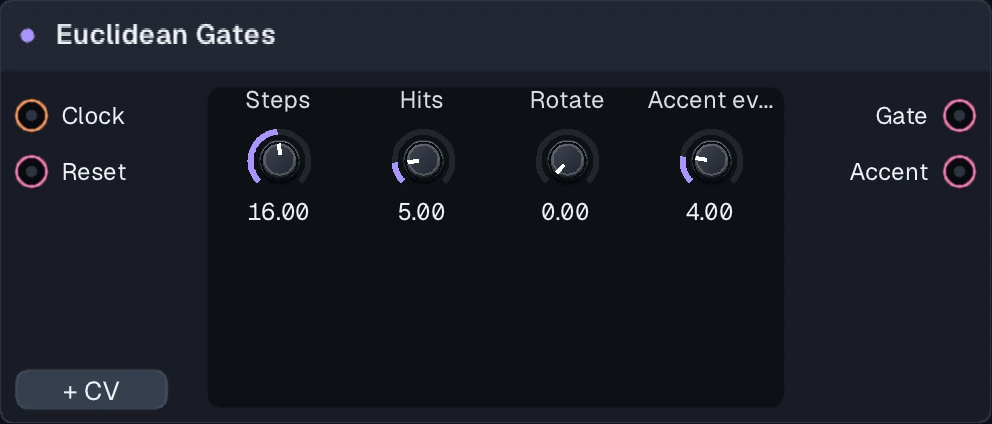 Euclidean Gates
Clock
Reset
Steps
Hits
Rotate
Accent ev...
16.00
5.00
0.00
4.00
Gate
Accent
+ CV